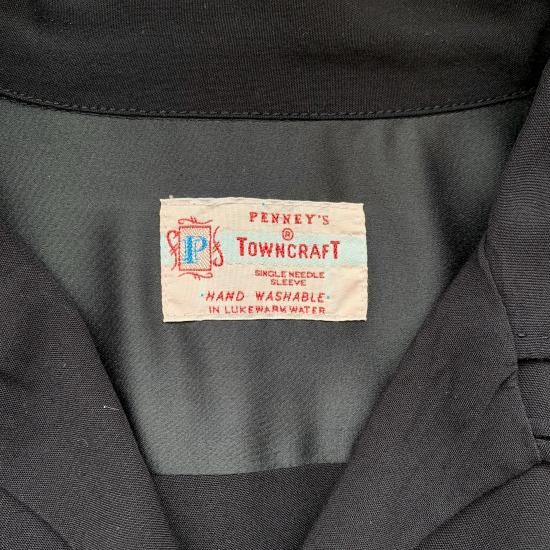 PENNEY'S
®
P
TOWNCRAFT
SINGLE NEEDLE
SLEEVE
·HAND WASHABLE·
IN LUKEWARM WATER